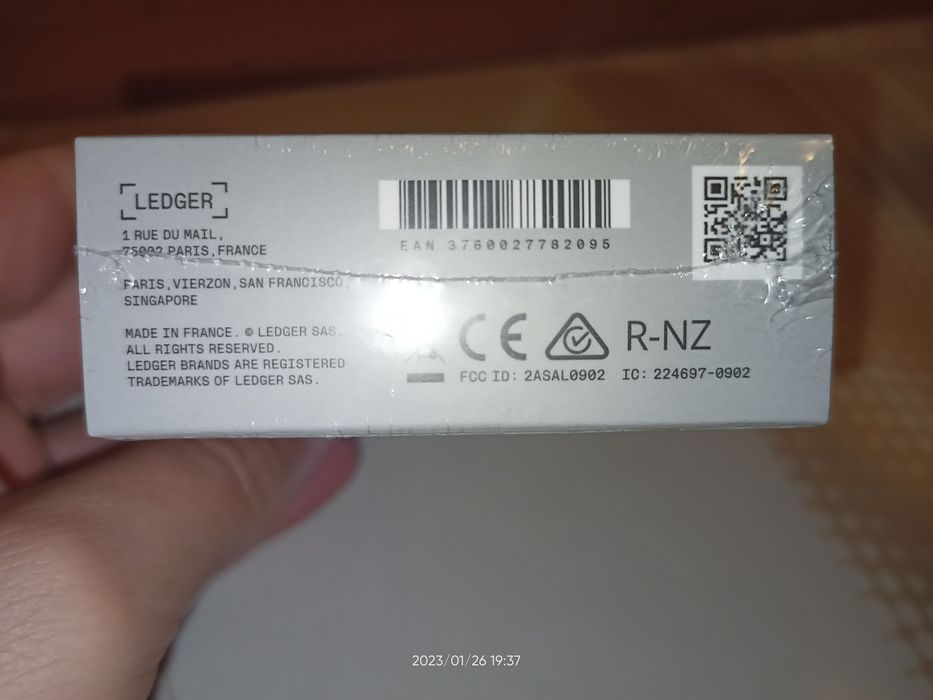 LEDGER
1 RUE DU MAIL,
75002 PARIS, FRANCE
PARIS, VIERZON, SAN FRANCISCO,
SINGAPORE
MADE IN FRANCE. © LEDGER SAS.
ALL RIGHTS RESERVED.
LEDGER BRANDS ARE REGISTERED
TRADEMARKS OF LEDGER SAS.
EAN 3760027782095
CE R-NZ
FCC ID: 2ASAL0902 IC: 224697-0902
2023/01/26 19:37